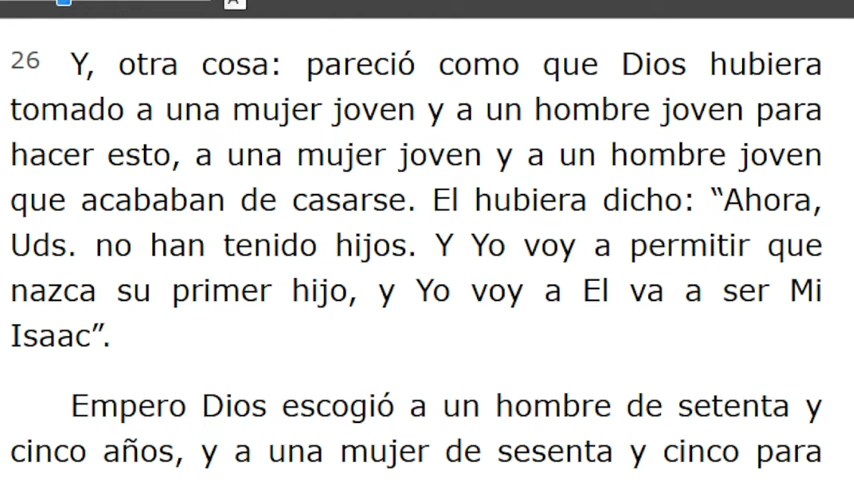 26 Y, otra cosa: pareció como que Dios hubiera
tomado a una mujer joven y a un hombre joven para
hacer esto, a una mujer joven y a un hombre joven
que acababan de casarse. El hubiera dicho: “Ahora,
Uds. no han tenido hijos. Y Yo voy a permitir que
nazca su primer hijo, y Yo voy a El va a ser Mi
Isaac”.
Empero Dios escogió a un hombre de setenta y
cinco años, y a una mujer de sesenta y cinco para